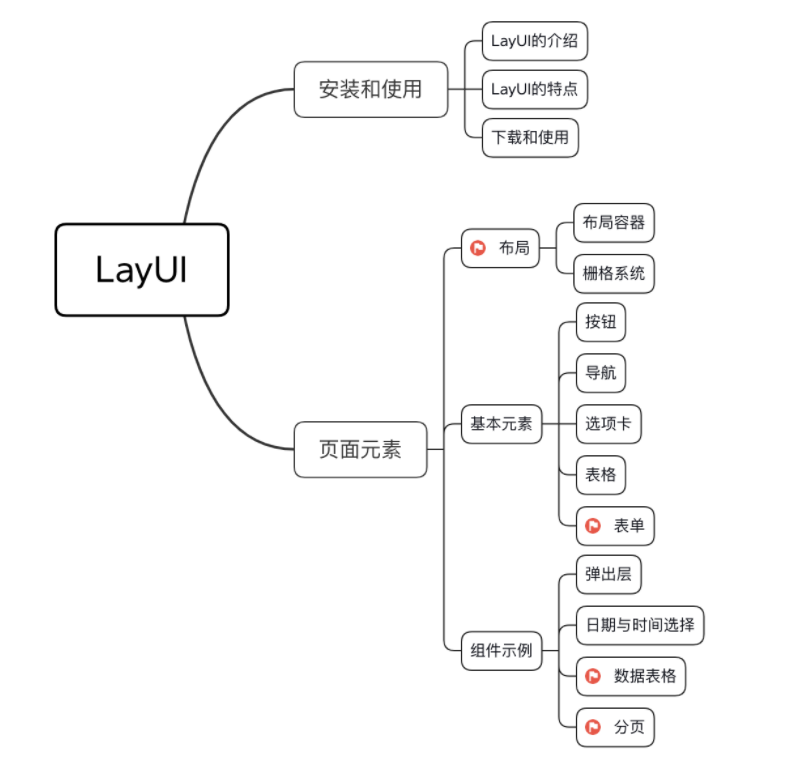 LayUI
安装和使用
LayUI的介绍
LayUI的特点
下载和使用
页面元素
布局
布局容器
栅格系统
基本元素
按钮
导航
选项卡
表格
表单
组件示例
弹出层
日期与时间选择
数据表格
分页